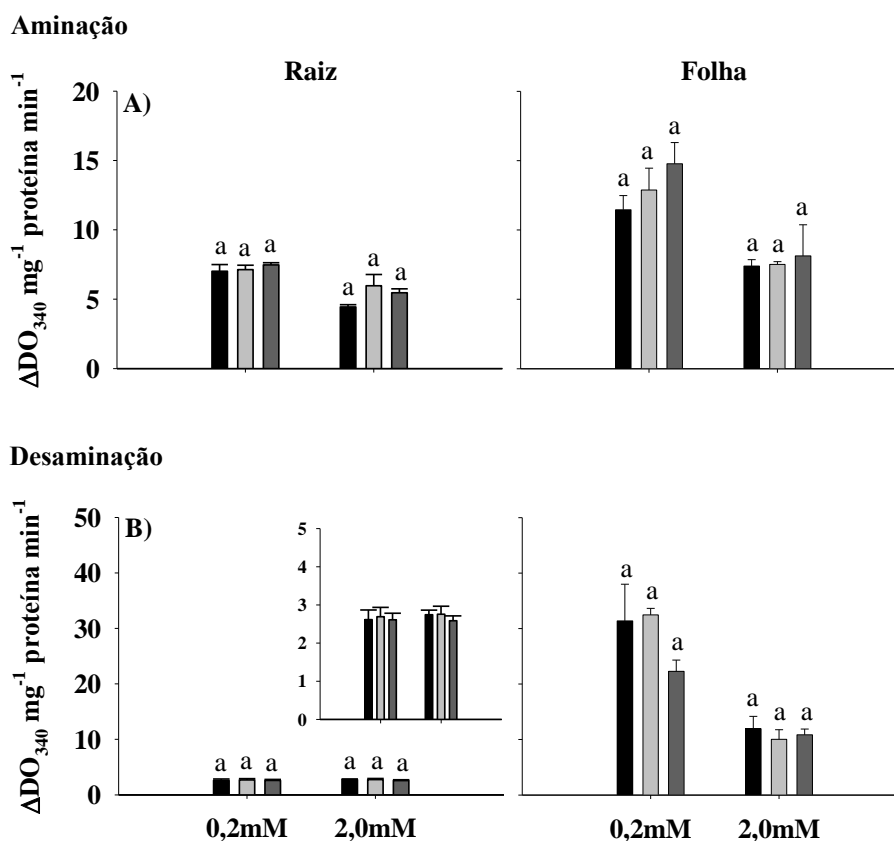 Aminação
Raiz Folha
A)
ΔDO₃₄₀ mg⁻¹ proteína min⁻¹
20
15
10
5
0
a a a a a a
a a a a a a
Desaminação
B)
ΔDO₃₄₀ mg⁻¹ proteína min⁻¹
50
40
30
20
10
0
5
4
3
2
1
0
a a a a a a
a a a a a a
0,2mM 2,0mM 0,2mM 2,0mM